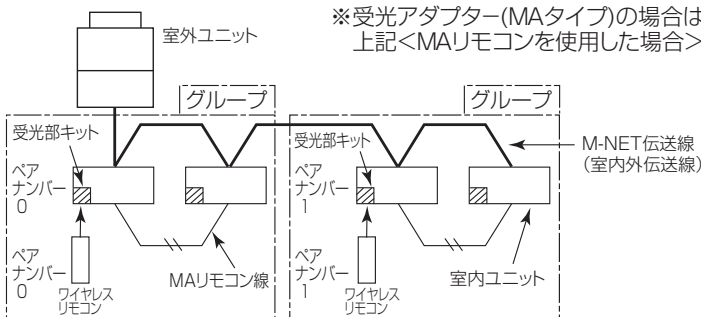 ※受光アダプター(MAタイプ)の場合は
上記<MAリモコンを使用した場合>
室外ユニット
グループ
グループ
受光部キット
受光部キット
M-NET伝送線
(室内外伝送線)
ペア
ナンバー
0
ペア
ナンバー
1
ペア
ナンバー
0
ワイヤレス
リモコン
MAリモコン線
ペア
ナンバー
1
ワイヤレス
リモコン
室内ユニット